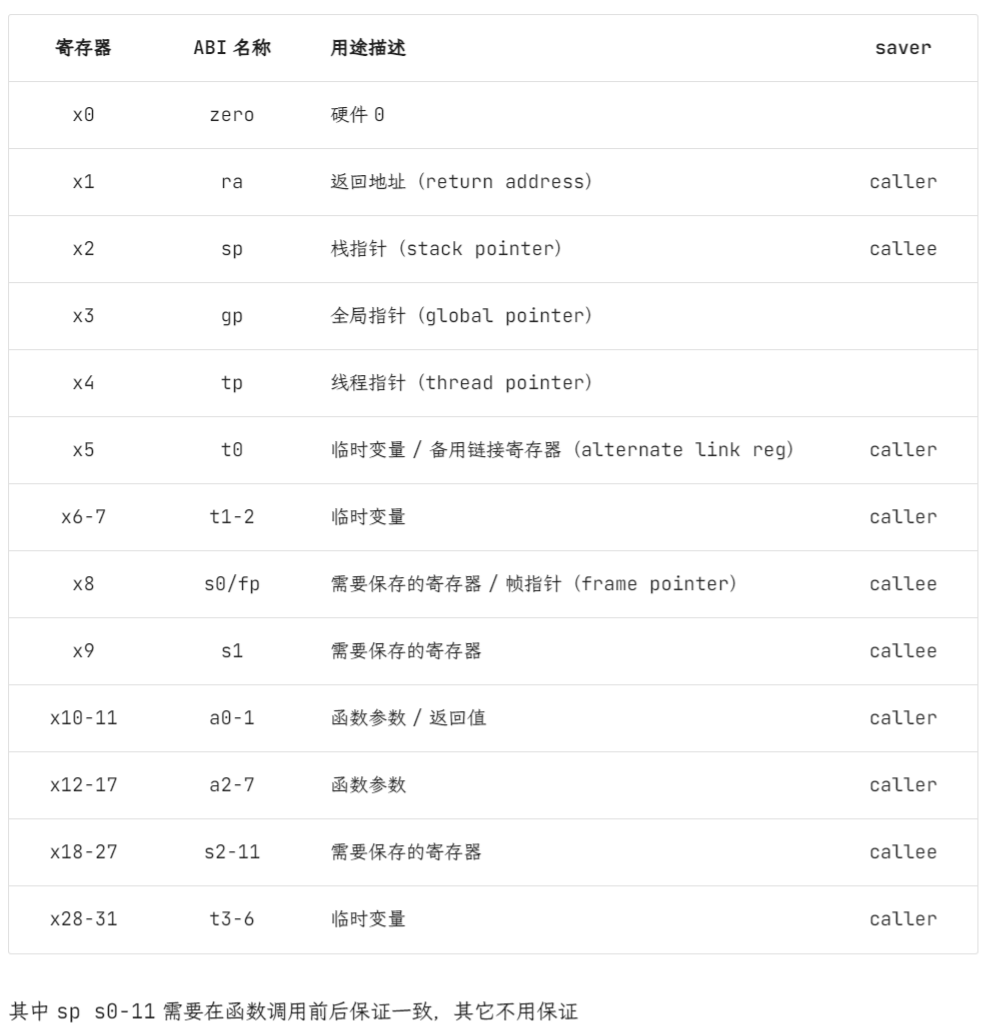 寄存器 ABI 名称 用途描述 saver
x0 zero 硬件 0
x1 ra 返回地址（return address） caller
x2 sp 栈指针（stack pointer） callee
x3 gp 全局指针（global pointer）
x4 tp 线程指针（thread pointer）
x5 t0 临时变量 / 备用链接寄存器（alternate link reg） caller
x6-7 t1-2 临时变量 caller
x8 s0/fp 需要保存的寄存器 / 帧指针（frame pointer） callee
x9 s1 需要保存的寄存器 callee
x10-11 a0-1 函数参数 / 返回值 caller
x12-17 a2-7 函数参数 caller
x18-27 s2-11 需要保存的寄存器 callee
x28-31 t3-6 临时变量 caller
其中 sp s0-11 需要在函数调用前后保证一致，其它不用保证